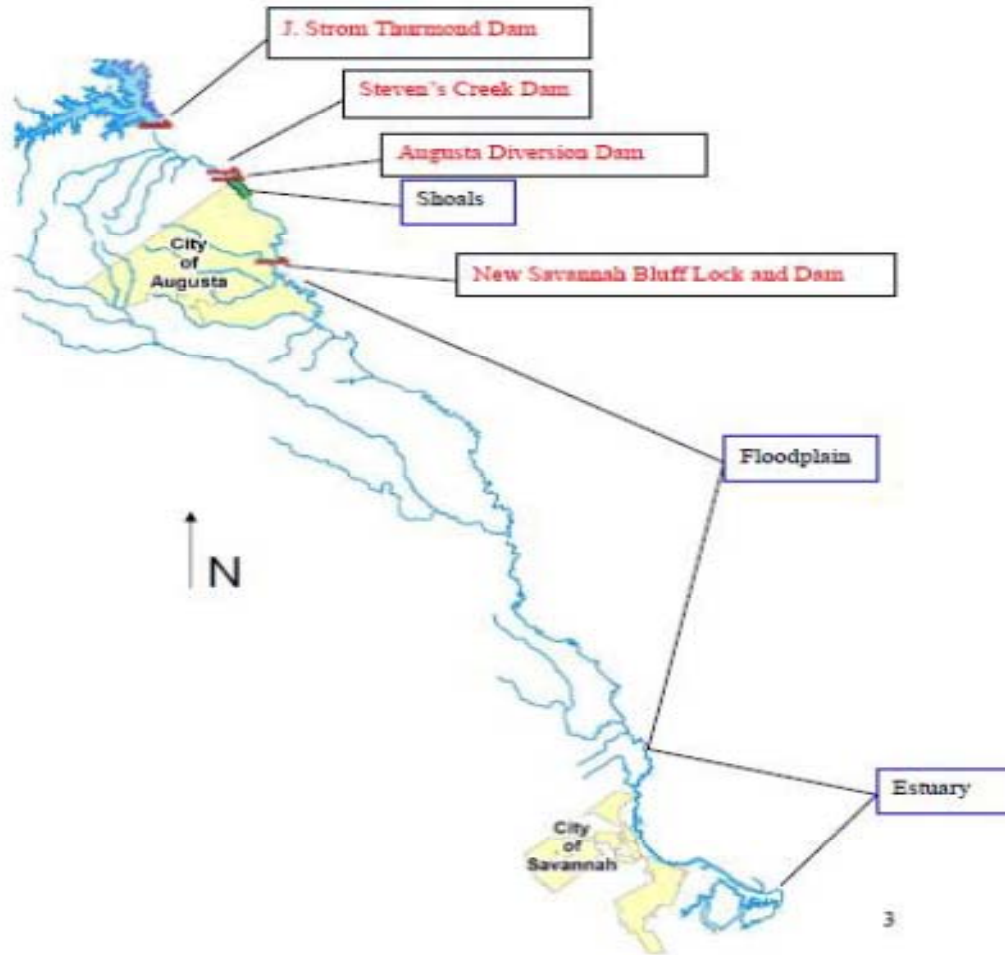 J. Strom Thurmond Dam
Steven's Creek Dam
Augusta Diversion Dam
Shoals
City
of
Augusta
New Savannah Bluff Lock and Dam
Floodplain
N
Estuary
City
of
Savannah
3